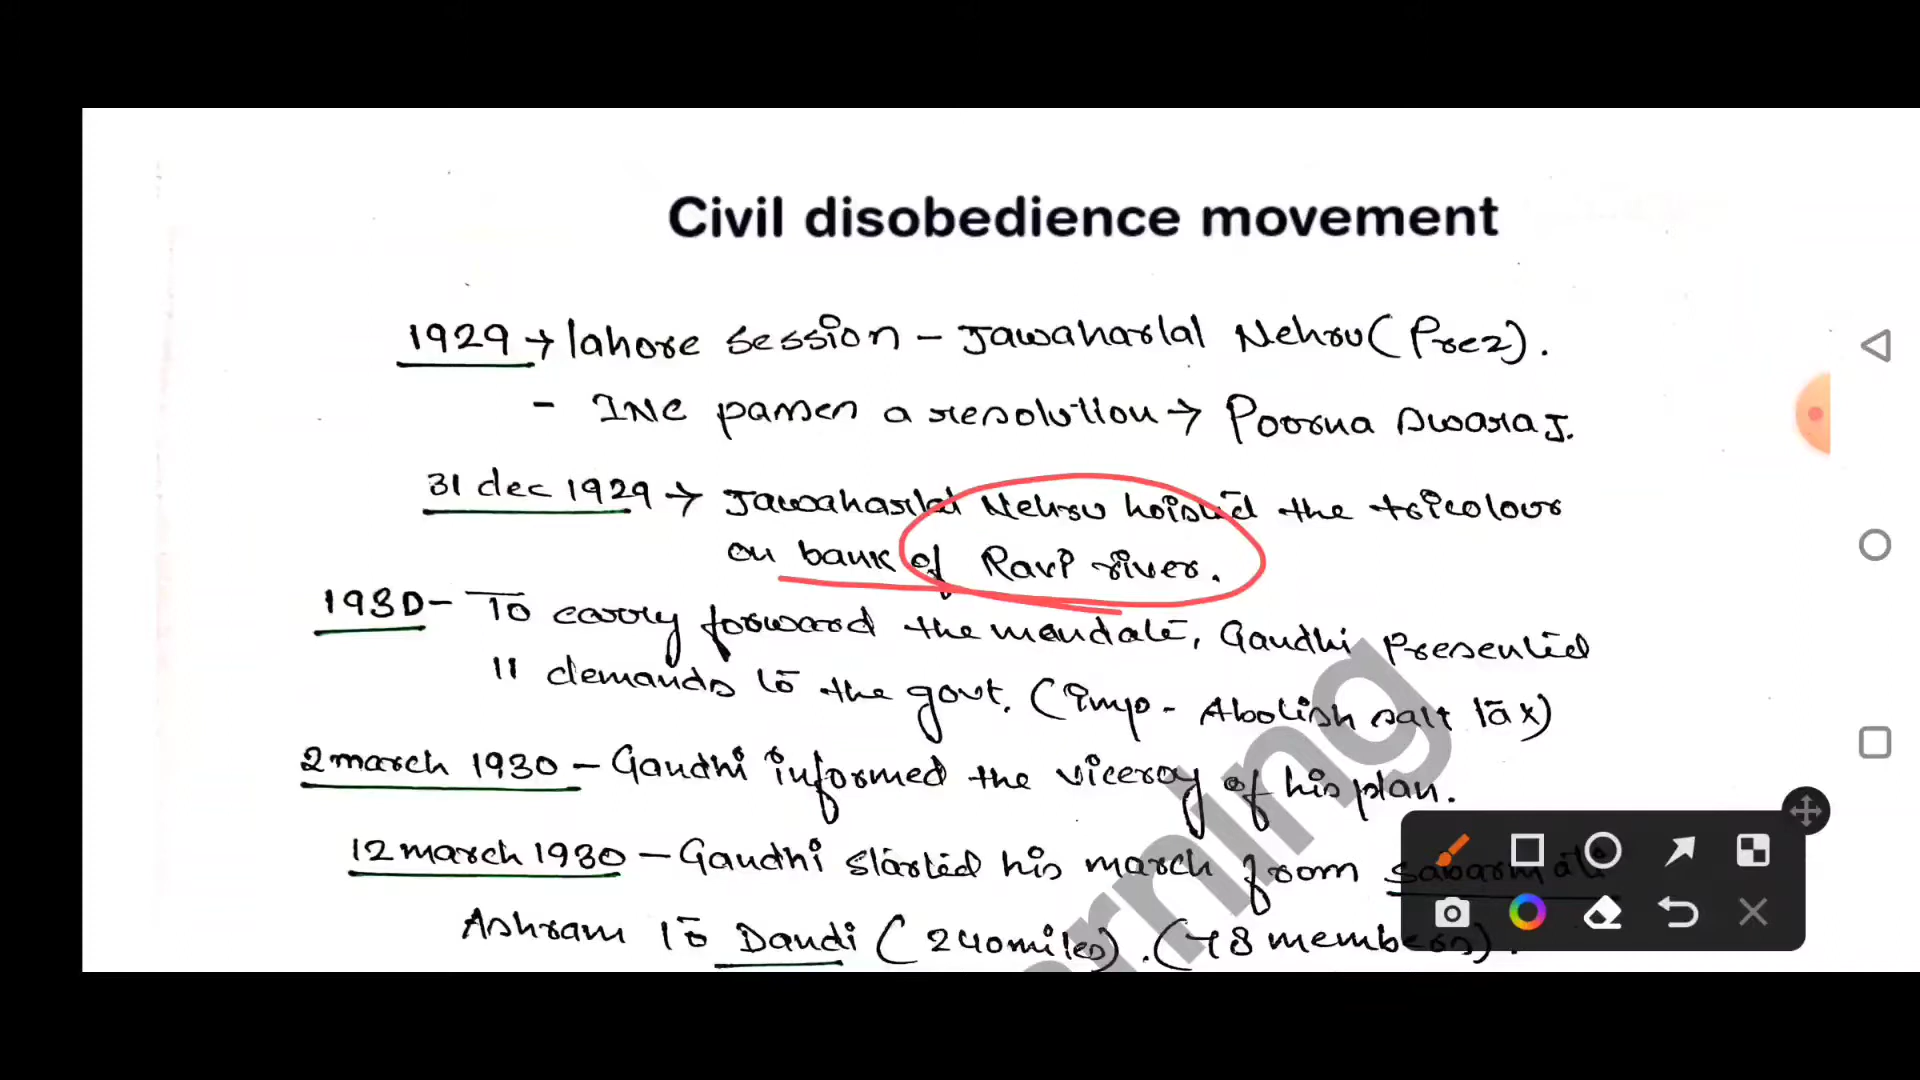 Civil disobedience movement
1929 → lahore session - Jawaharlal Nehru (Prez).
- INC passes a resolution → Poorna swaraj.
31 dec 1929 → Jawaharlal Nehru hoisted the tricolour
on bank of Ravi river.
1930 - To carry forward the mandate, Gandhi presented
11 demands to the govt. (imp - Abolish salt tax)
2 march 1930 - Gandhi informed the viceroy of his plan.
12 march 1930 - Gandhi started his march from sabarmati
Ashram to Dandi (240 miles). (78 members).